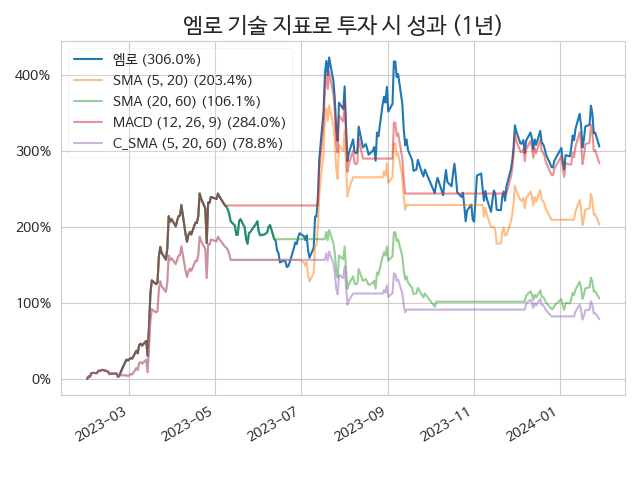 엠로 기술 지표로 투자 시 성과 (1년)
엠로 (306.0%)
SMA (5, 20) (203.4%)
SMA (20, 60) (106.1%)
MACD (12, 26, 9) (284.0%)
C_SMA (5, 20, 60) (78.8%)
400%
300%
200%
100%
0%
2023-03
2023-05
2023-07
2023-09
2023-11
2024-01